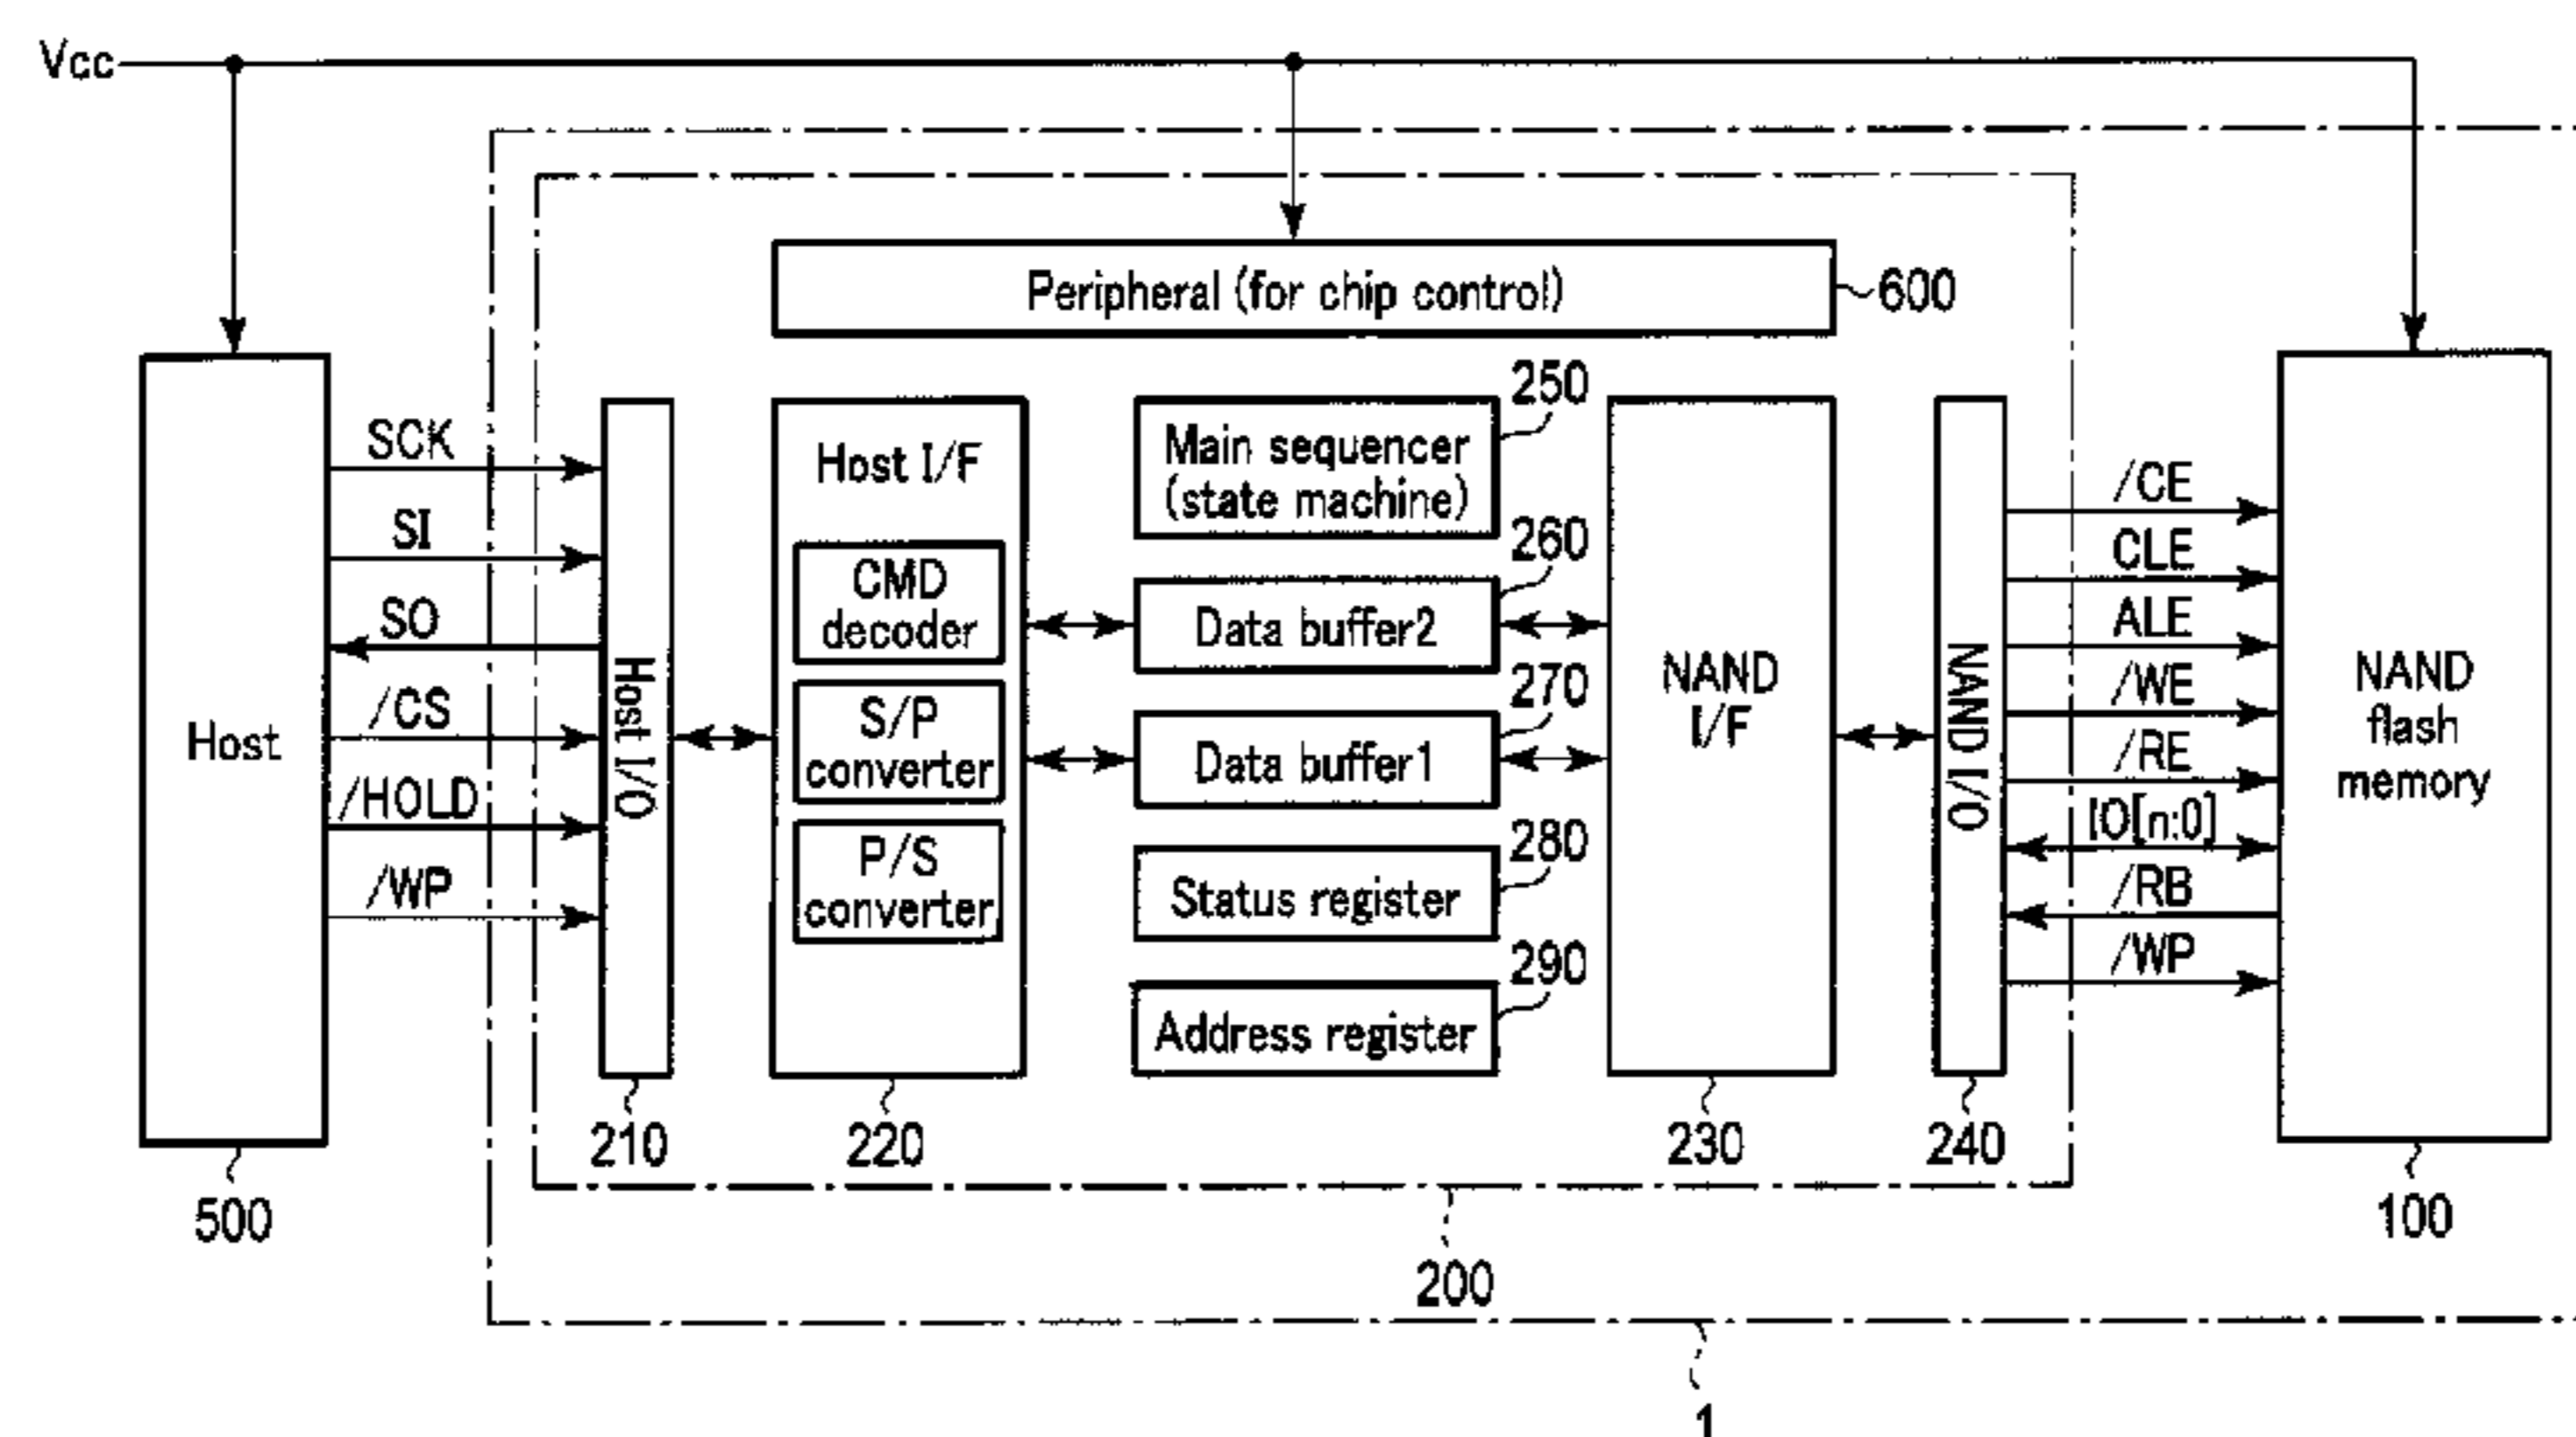 Vcc
Peripheral (for chip control)
600
Host
500
SCK
SI
SO
/CS
/HOLD
/WP
Host I/O
210
Host I/F
CMD
decoder
S/P
converter
P/S
converter
220
Main sequencer
(state machine)
250
Data buffer2
260
Data buffer1
270
Status register
280
Address register
290
NAND
I/F
230
NAND I/O
240
/CE
CLE
ALE
/WE
/RE
IO[n:0]
/RB
/WP
NAND
flash
memory
100
200
1